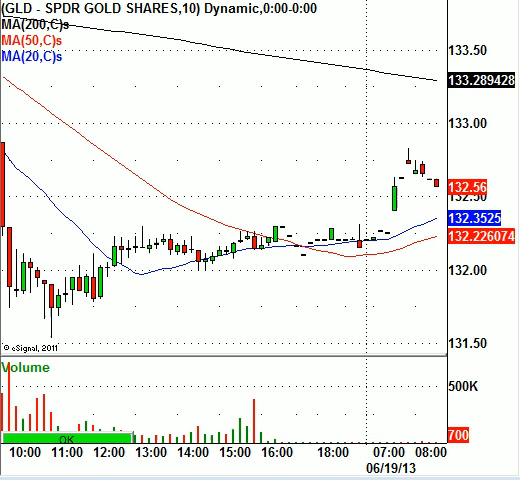 (GLD - SPDR GOLD SHARES,10) Dynamic,0:00-0:00
MA(200,C)s
MA(50,C)s
MA(20,C)s
133.50
133.289428
133.00
132.56
132.50
132.3525
132.226074
132.00
131.50
© eSignal, 2011
Volume
500K
700
OK
10:00 11:00 12:00 13:00 14:00 15:00 16:00 18:00 07:00 08:00
06/19/13